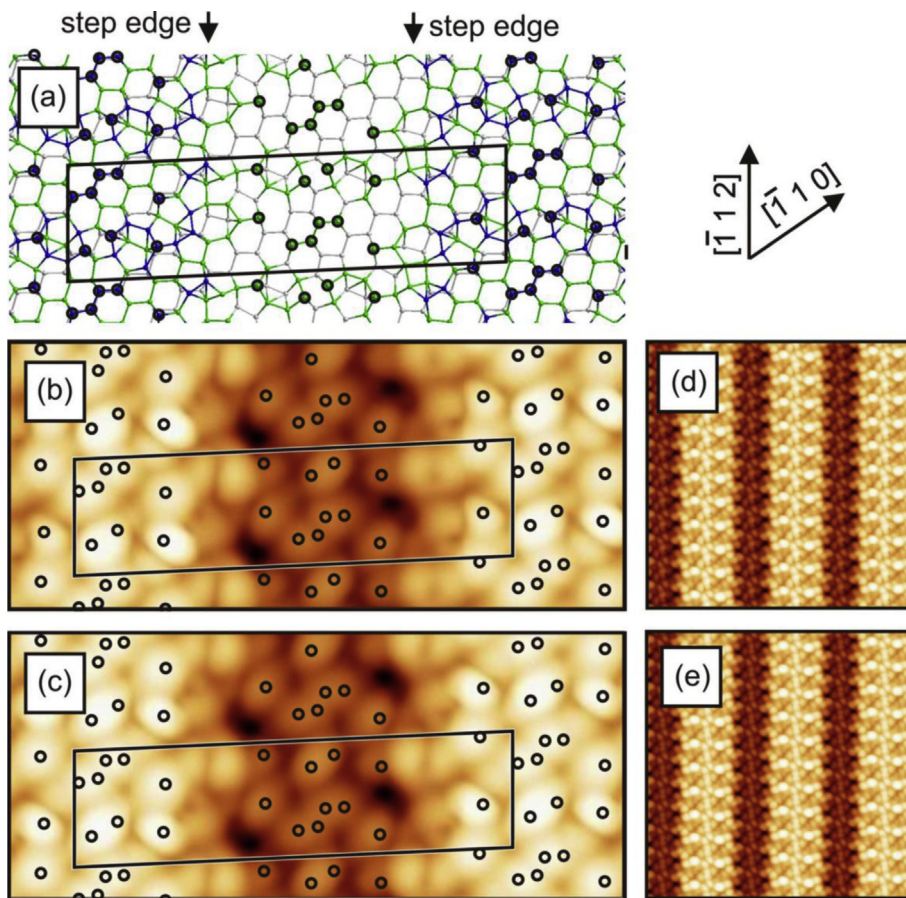 step edge
step edge
(a)
[1̅ 1 2]
[1̅ 1 0]
(b)
(d)
(c)
(e)